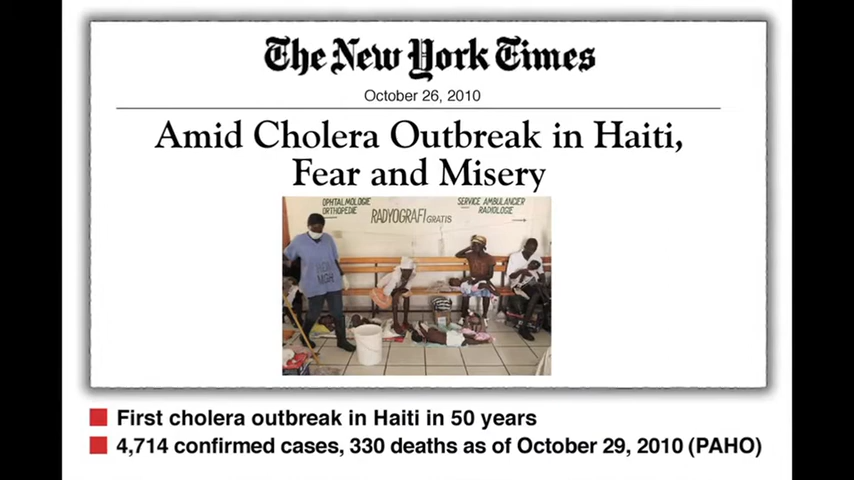 The New York Times
October 26, 2010
Amid Cholera Outbreak in Haiti,
Fear and Misery
OPHTALMOLOGIE
ORTHOPEDIE
RADYOGRAFI GRATIS
SERVICE AMBULANCIER
RADIOLOGIE
First cholera outbreak in Haiti in 50 years
4,714 confirmed cases, 330 deaths as of October 29, 2010 (PAHO)